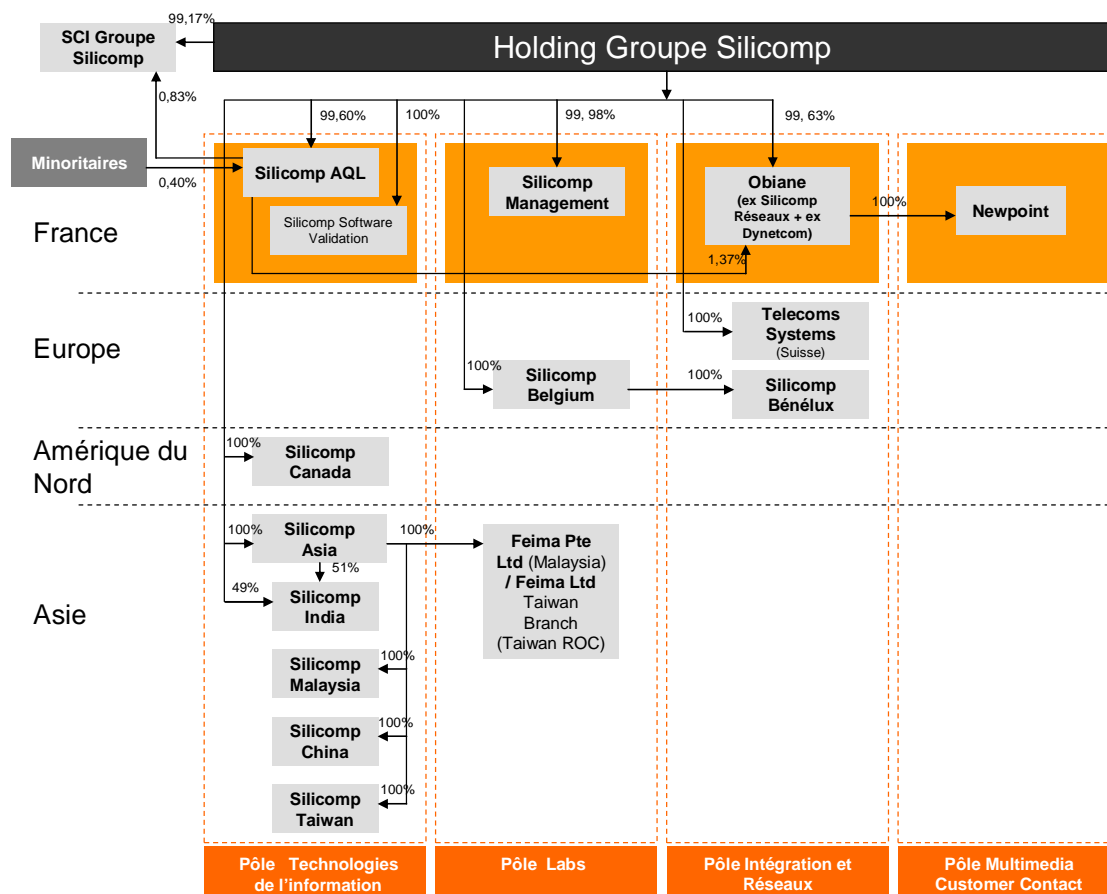 99,17%
SCI Groupe
Silicomp
Holding Groupe Silicomp
0,83%
99,60%
100%
99, 98%
99, 63%
Minoritaires
0,40%
Silicomp AQL
Silicomp Software
Validation
Silicomp
Management
Obiane
(ex Silicomp
Réseaux + ex
Dynetcom)
100%
Newpoint
France
1,37%
Europe
100%
Telecoms
Systems
(Suisse)
100%
Silicomp
Belgium
100%
Silicomp
Bénélux
Amérique du
Nord
100%
Silicomp
Canada
Asie
100%
Silicomp
Asia
100%
51%
49%
Silicomp
India
Feima Pte
Ltd (Malaysia)
/ Feima Ltd
Taiwan
Branch
(Taiwan ROC)
Silicomp
Malaysia
100%
Silicomp
China
100%
Silicomp
Taiwan
100%
Pôle Technologies
de l'information
Pôle Labs
Pôle Intégration et
Réseaux
Pôle Multimedia
Customer Contact